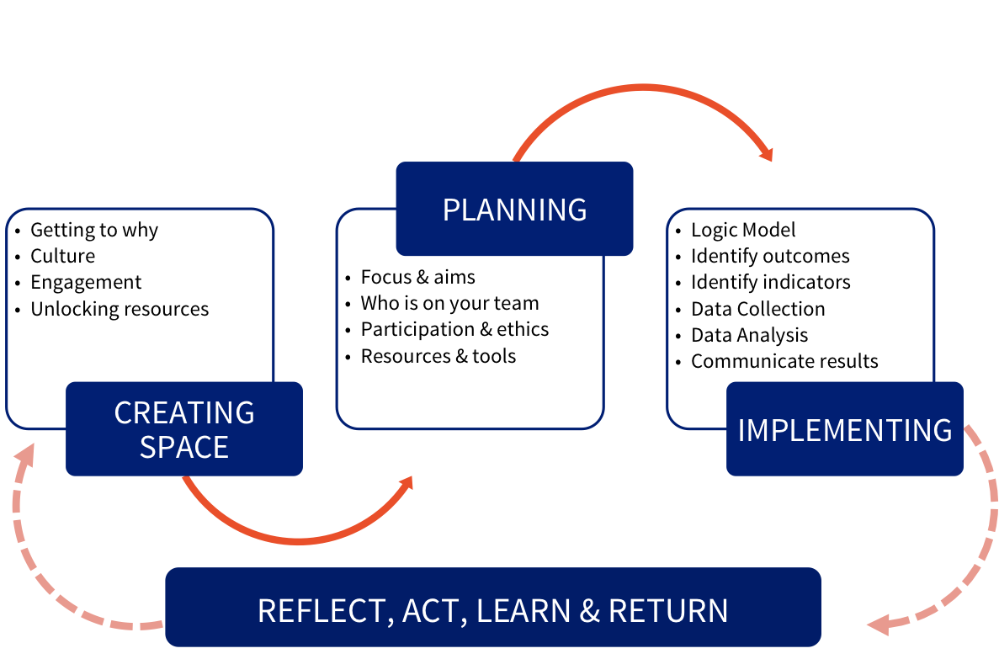 • Getting to why
• Culture
• Engagement
• Unlocking resources
CREATING
SPACE
PLANNING
• Focus & aims
• Who is on your team
• Participation & ethics
• Resources & tools
• Logic Model
• Identify outcomes
• Identify indicators
• Data Collection
• Data Analysis
• Communicate results
IMPLEMENTING
REFLECT, ACT, LEARN & RETURN